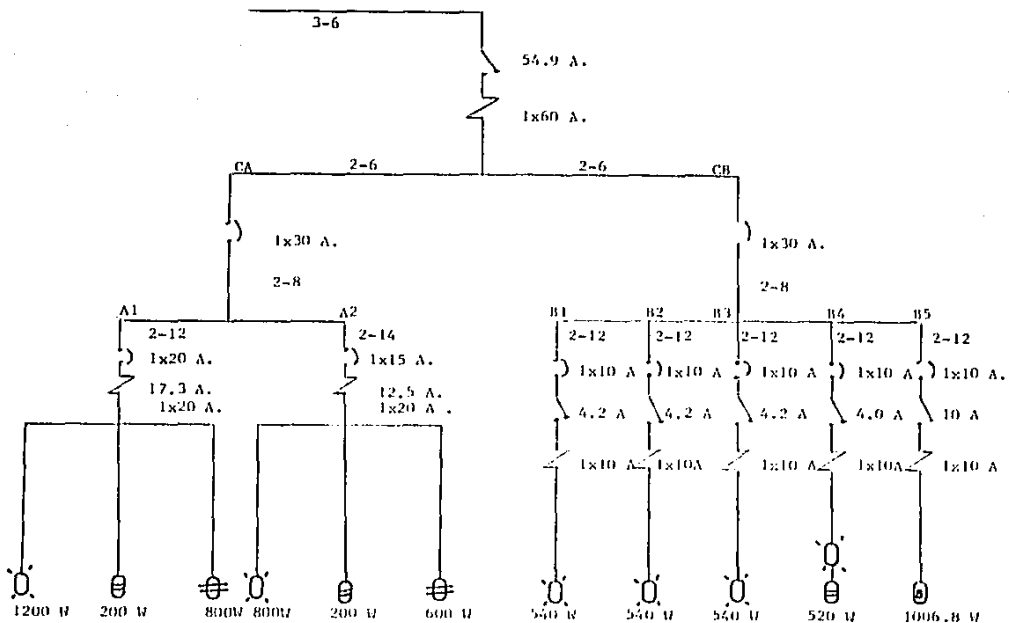 3-6
54.9 A.
1x60 A.
CA 2-6 2-6 CB
1x30 A. 1x30 A.
2-8 2-8
A1 A2 B1 B2 B3 B4 B5
2-12 2-14 2-12 2-12 2-12 2-12 2-12
1x20 A. 1x15 A. 1x10 A 1x10 A 1x10 A 1x10 A 1x10 A.
17.3 A. 12.5 A. 4.2 A 4.2 A 4.2 A 4.0 A 10 A
1x20 A. 1x20 A.
1x10 A 1x10A 1x10 A 1x10A 1x10 A
1200 W 200 W 800W 800W 200 W 600 W 540 W 540 W 540 W 520 W 1006.8 W